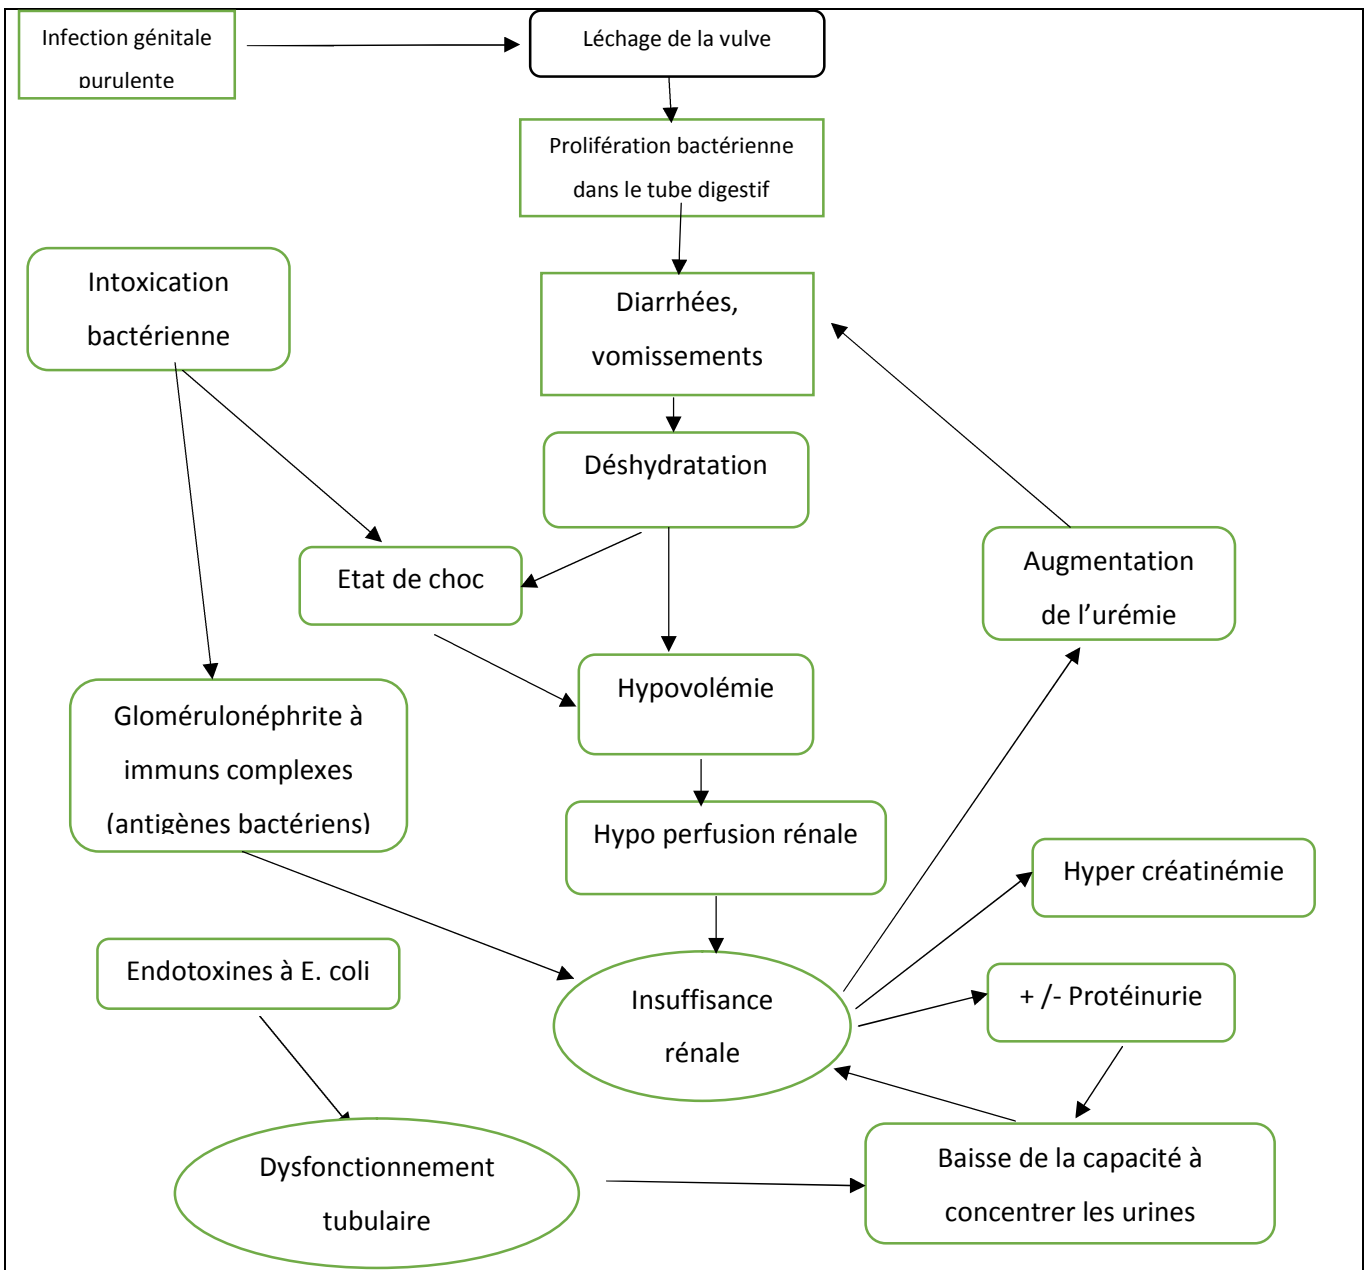 Infection génitale
purulente
Léchage de la vulve
Prolifération bactérienne
dans le tube digestif
Intoxication
bactérienne
Diarrhées,
vomissements
Déshydratation
Etat de choc
Augmentation
de l’urémie
Hypovolémie
Glomérulonéphrite à
immuns complexes
(antigènes bactériens)
Hypo perfusion rénale
Hyper créatinémie
Endotoxines à E. coli
Insuffisance
rénale
+ /- Protéinurie
Dysfonctionnement
tubulaire
Baisse de la capacité à
concentrer les urines